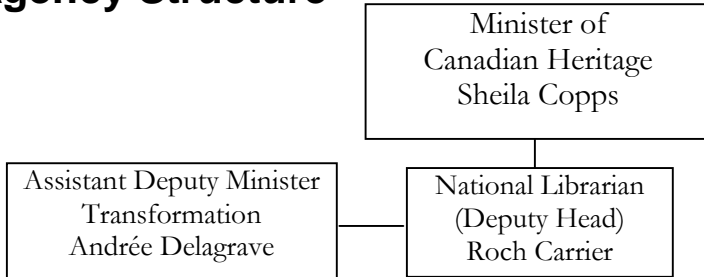 Agency Structure
Minister of
Canadian Heritage
Sheila Copps
Assistant Deputy Minister
Transformation
Andrée Delagrave
National Librarian
(Deputy Head)
Roch Carrier